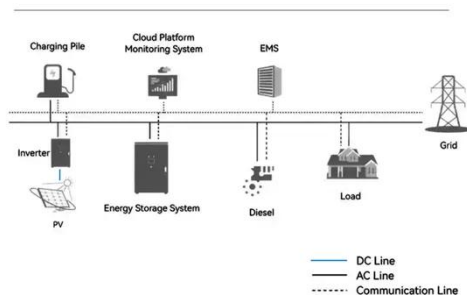 Charging Pile
Cloud Platform
Monitoring System
EMS
Inverter
Grid
PV
Energy Storage System
Diesel
Load
DC Line
AC Line
Communication Line